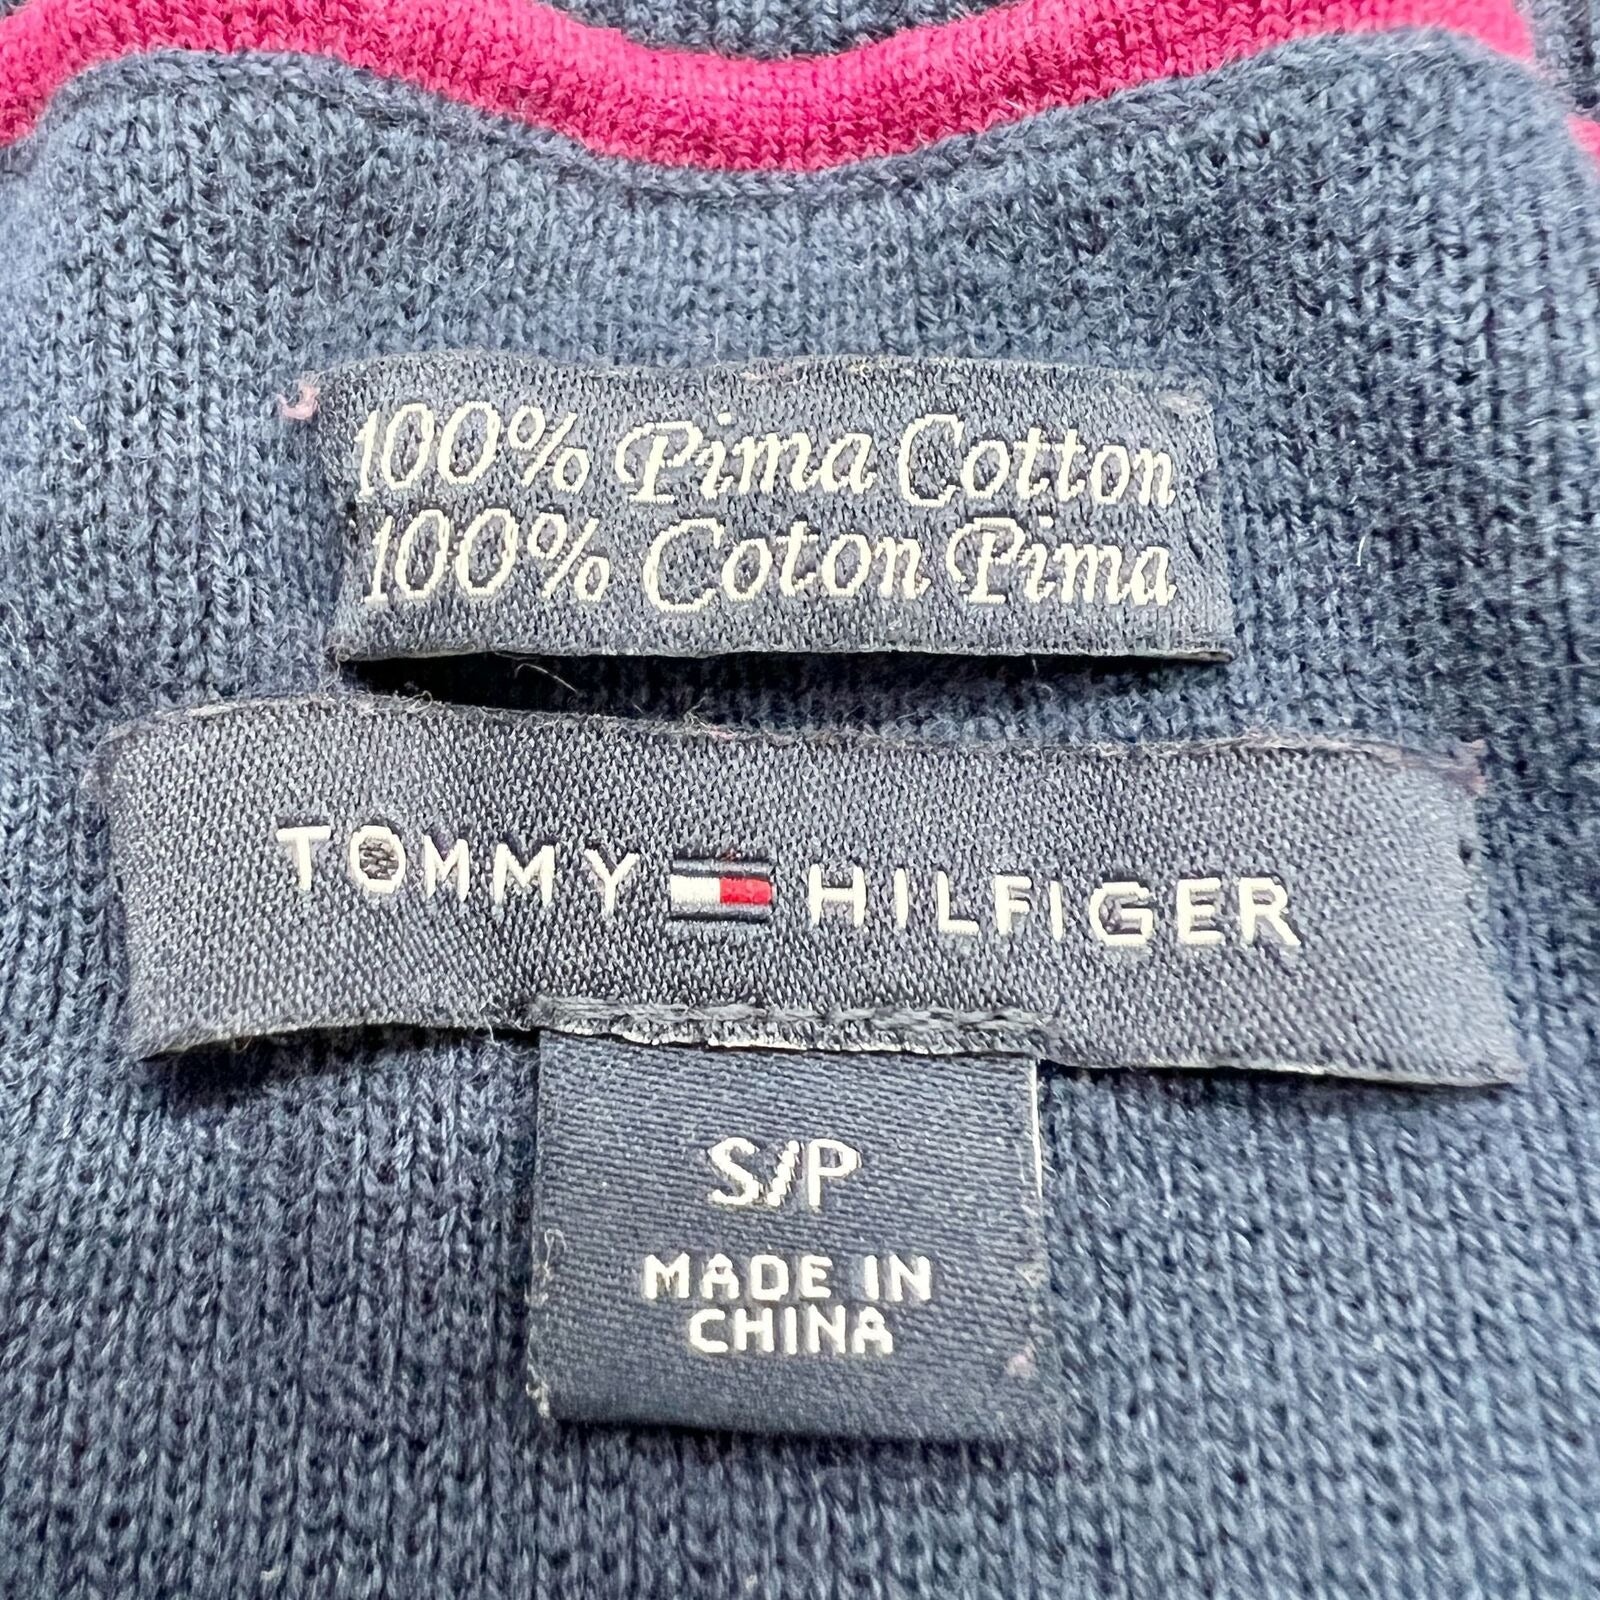 100% Pima Cotton
100% Coton Pima
TOMMY HILFIGER
S/P
MADE IN
CHINA